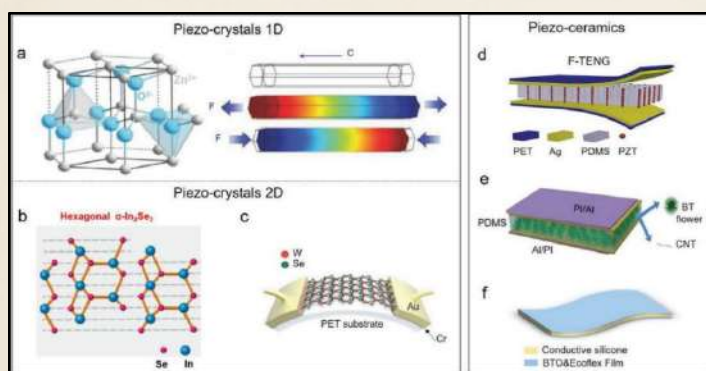 Piezo-crystals 1D
a
Zn²⁺
O²⁻
C
F
F
Piezo-crystals 2D
b
Hexagonal α-In₂Se₃
Se
In
c
W
Se
Au
PET substrate
Cr
Piezo-ceramics
d
F-TENG
PET
Ag
PDMS
PZT
e
PI/Al
PDMS
BT
flower
Al/PI
CNT
f
Conductive silicone
BTO&Ecoflex Film